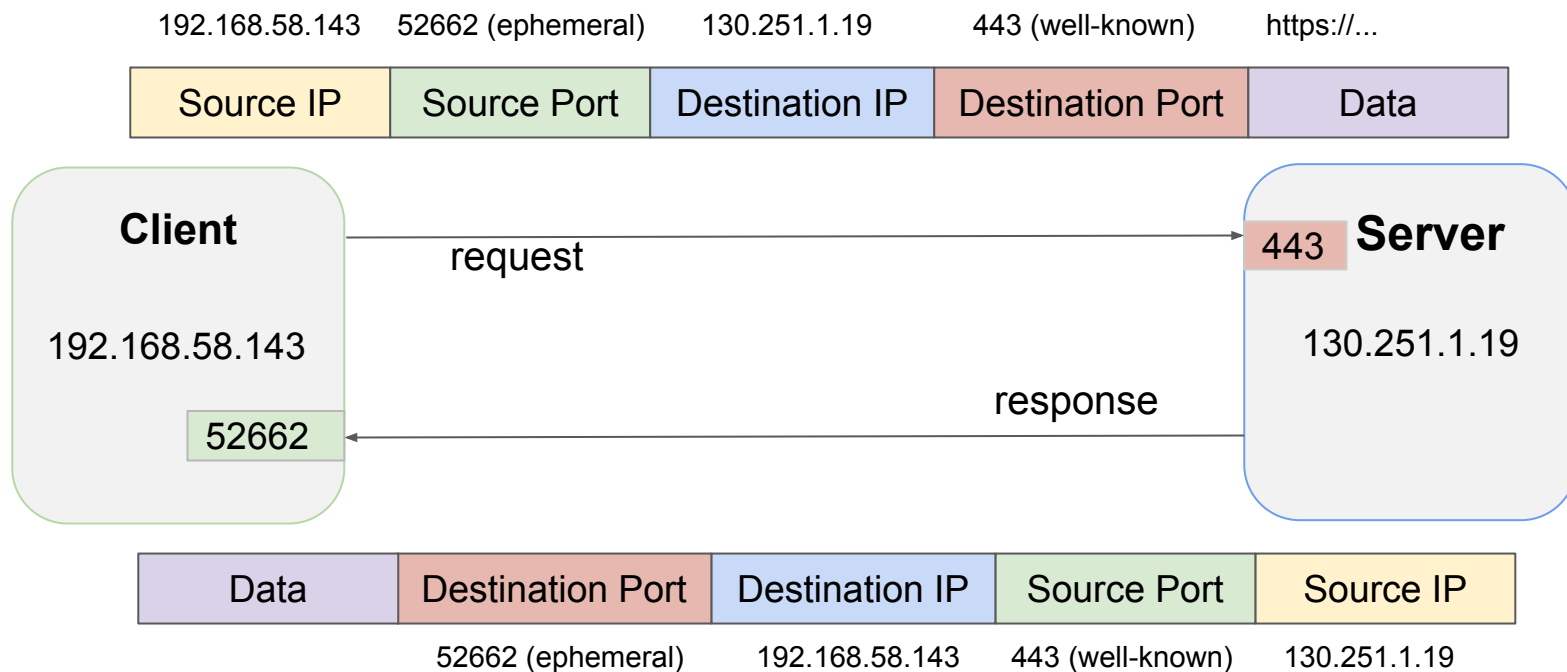 192.168.58.143 52662 (ephemeral) 130.251.1.19 443 (well-known) https://...
Source IP Source Port Destination IP Destination Port Data
Client
request
443 Server
192.168.58.143
130.251.1.19
response
52662
Data Destination Port Destination IP Source Port Source IP
52662 (ephemeral) 192.168.58.143 443 (well-known) 130.251.1.19